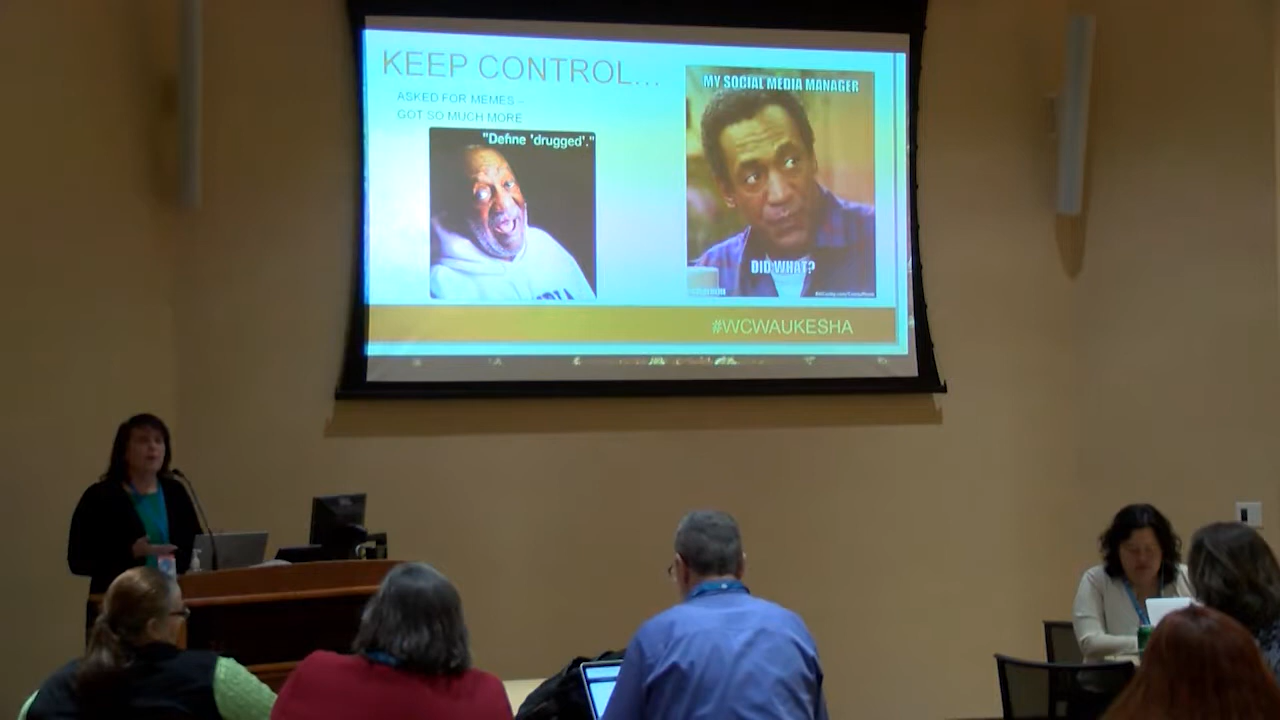 KEEP CONTROL...
ASKED FOR MEMES –
GOT SO MUCH MORE
"Define 'drugged'."
MY SOCIAL MEDIA MANAGER
DID WHAT?
#WCWAUKESHA